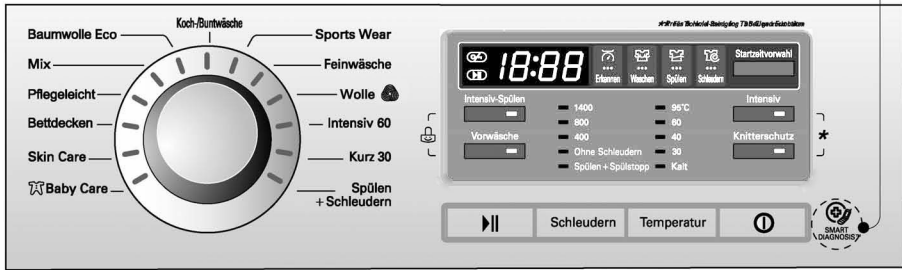 Koch-/Buntwäsche
Baumwolle Eco
Sports Wear
Mix
Feinwäsche
Pflegeleicht
Wolle
Bettdecken
Intensiv 60
Skin Care
Kurz 30
Baby Care
Spülen
+ Schleudern
18:88
Erkennen
Waschen
Spülen
Schleudern
Startzeitvorwahl
Intensiv-Spülen
Vorwäsche
1400
800
400
Ohne Schleudern
Spülen + Spülstopp
95°C
60
40
30
Kalt
Intensiv
Knitterschutz
*
Schleudern
Temperatur
SMART
DIAGNOSIS